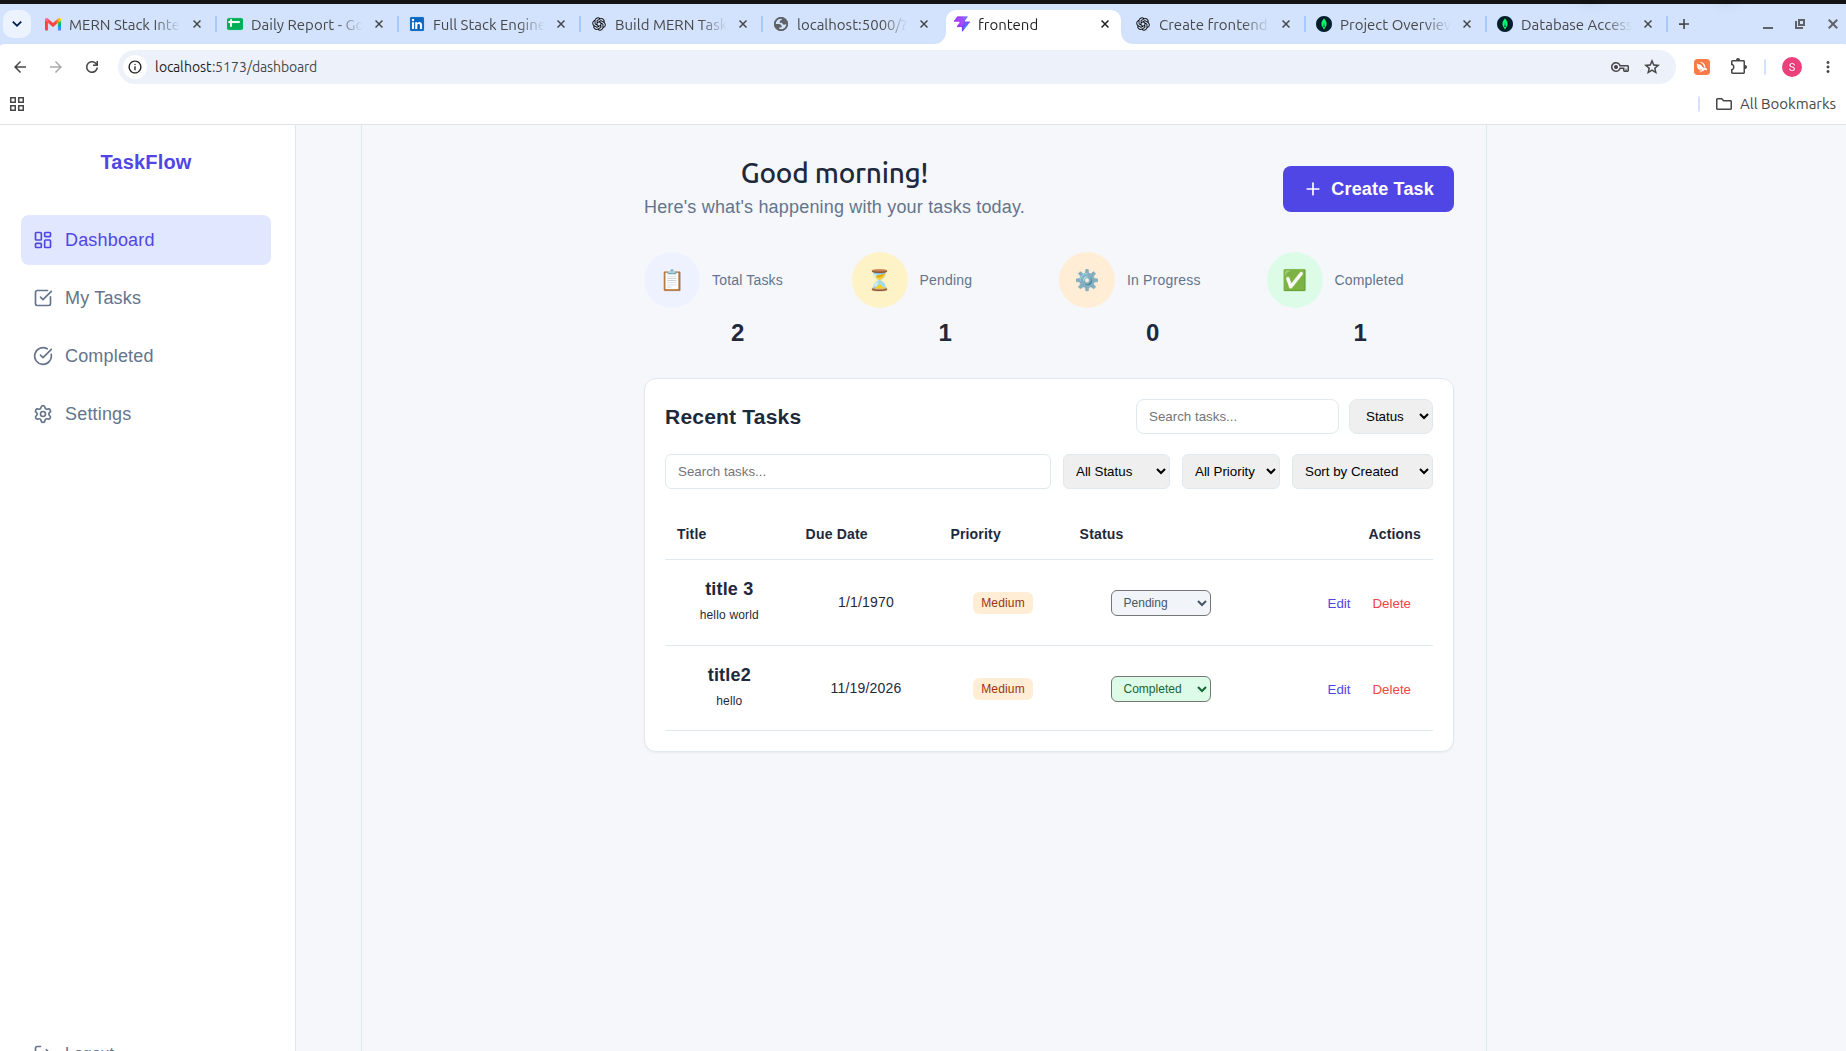 MERN Stack Inte
Daily Report - Go
Full Stack Engine
Build MERN Task
localhost:5000/?
frontend
Create frontend
Project Overview
Database Access
localhost:5173/dashboard
S
All Bookmarks
TaskFlow
Dashboard
My Tasks
Completed
Settings
Logout
Good morning!
Here's what's happening with your tasks today.
Create Task
Total Tasks
2
Pending
1
In Progress
0
Completed
1
Recent Tasks
Search tasks...
Status
Search tasks...
All Status
All Priority
Sort by Created
Title Due Date Priority Status Actions
title 3
hello world
1/1/1970 Medium Pending Edit Delete
title2
hello
11/19/2026 Medium Completed Edit Delete